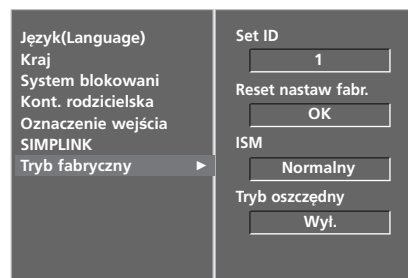 Język(Language)
Kraj
System blokowani
Kont. rodzicielska
Oznaczenie wejścia
SIMPLINK
Tryb fabryczny ►
Set ID
1
Reset nastaw fabr.
OK
ISM
Normalny
Tryb oszczędny
Wył.